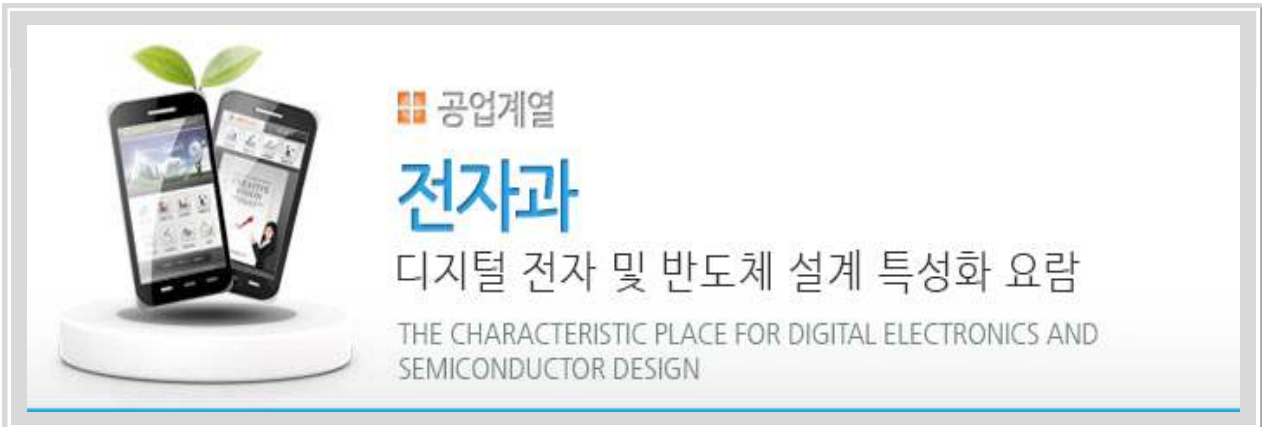 공업계열
전자과
디지털 전자 및 반도체 설계 특성화 요람
THE CHARACTERISTIC PLACE FOR DIGITAL ELECTRONICS AND
SEMICONDUCTOR DESIGN